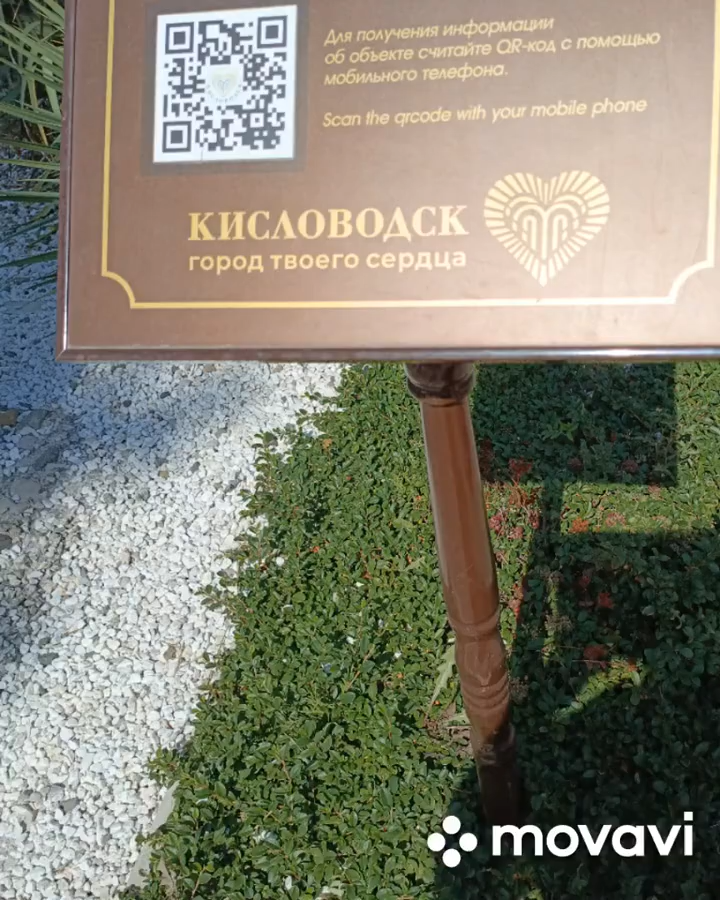 Для получения информации
об объекте считайте QR-код с помощью
мобильного телефона.
Scan the qrcode with your mobile phone
КИСЛОВОДСК
город твоего сердца
movavi